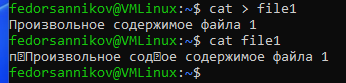 fedorsannikov@VMLinux:~$ cat > file1
Произвольное содержимое файла 1
fedorsannikov@VMLinux:~$ cat file1
п�Произвольное сод�ое содержимое файла 1
fedorsannikov@VMLinux:~$